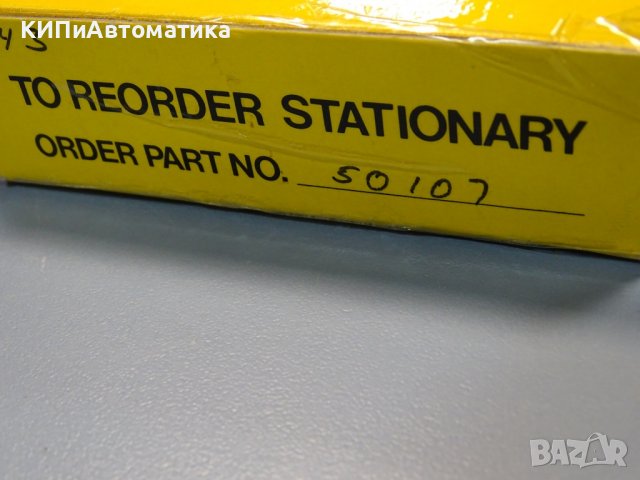 КИПиАвтоматика
TO REORDER STATIONARY
ORDER PART NO. 50107
BAZAR